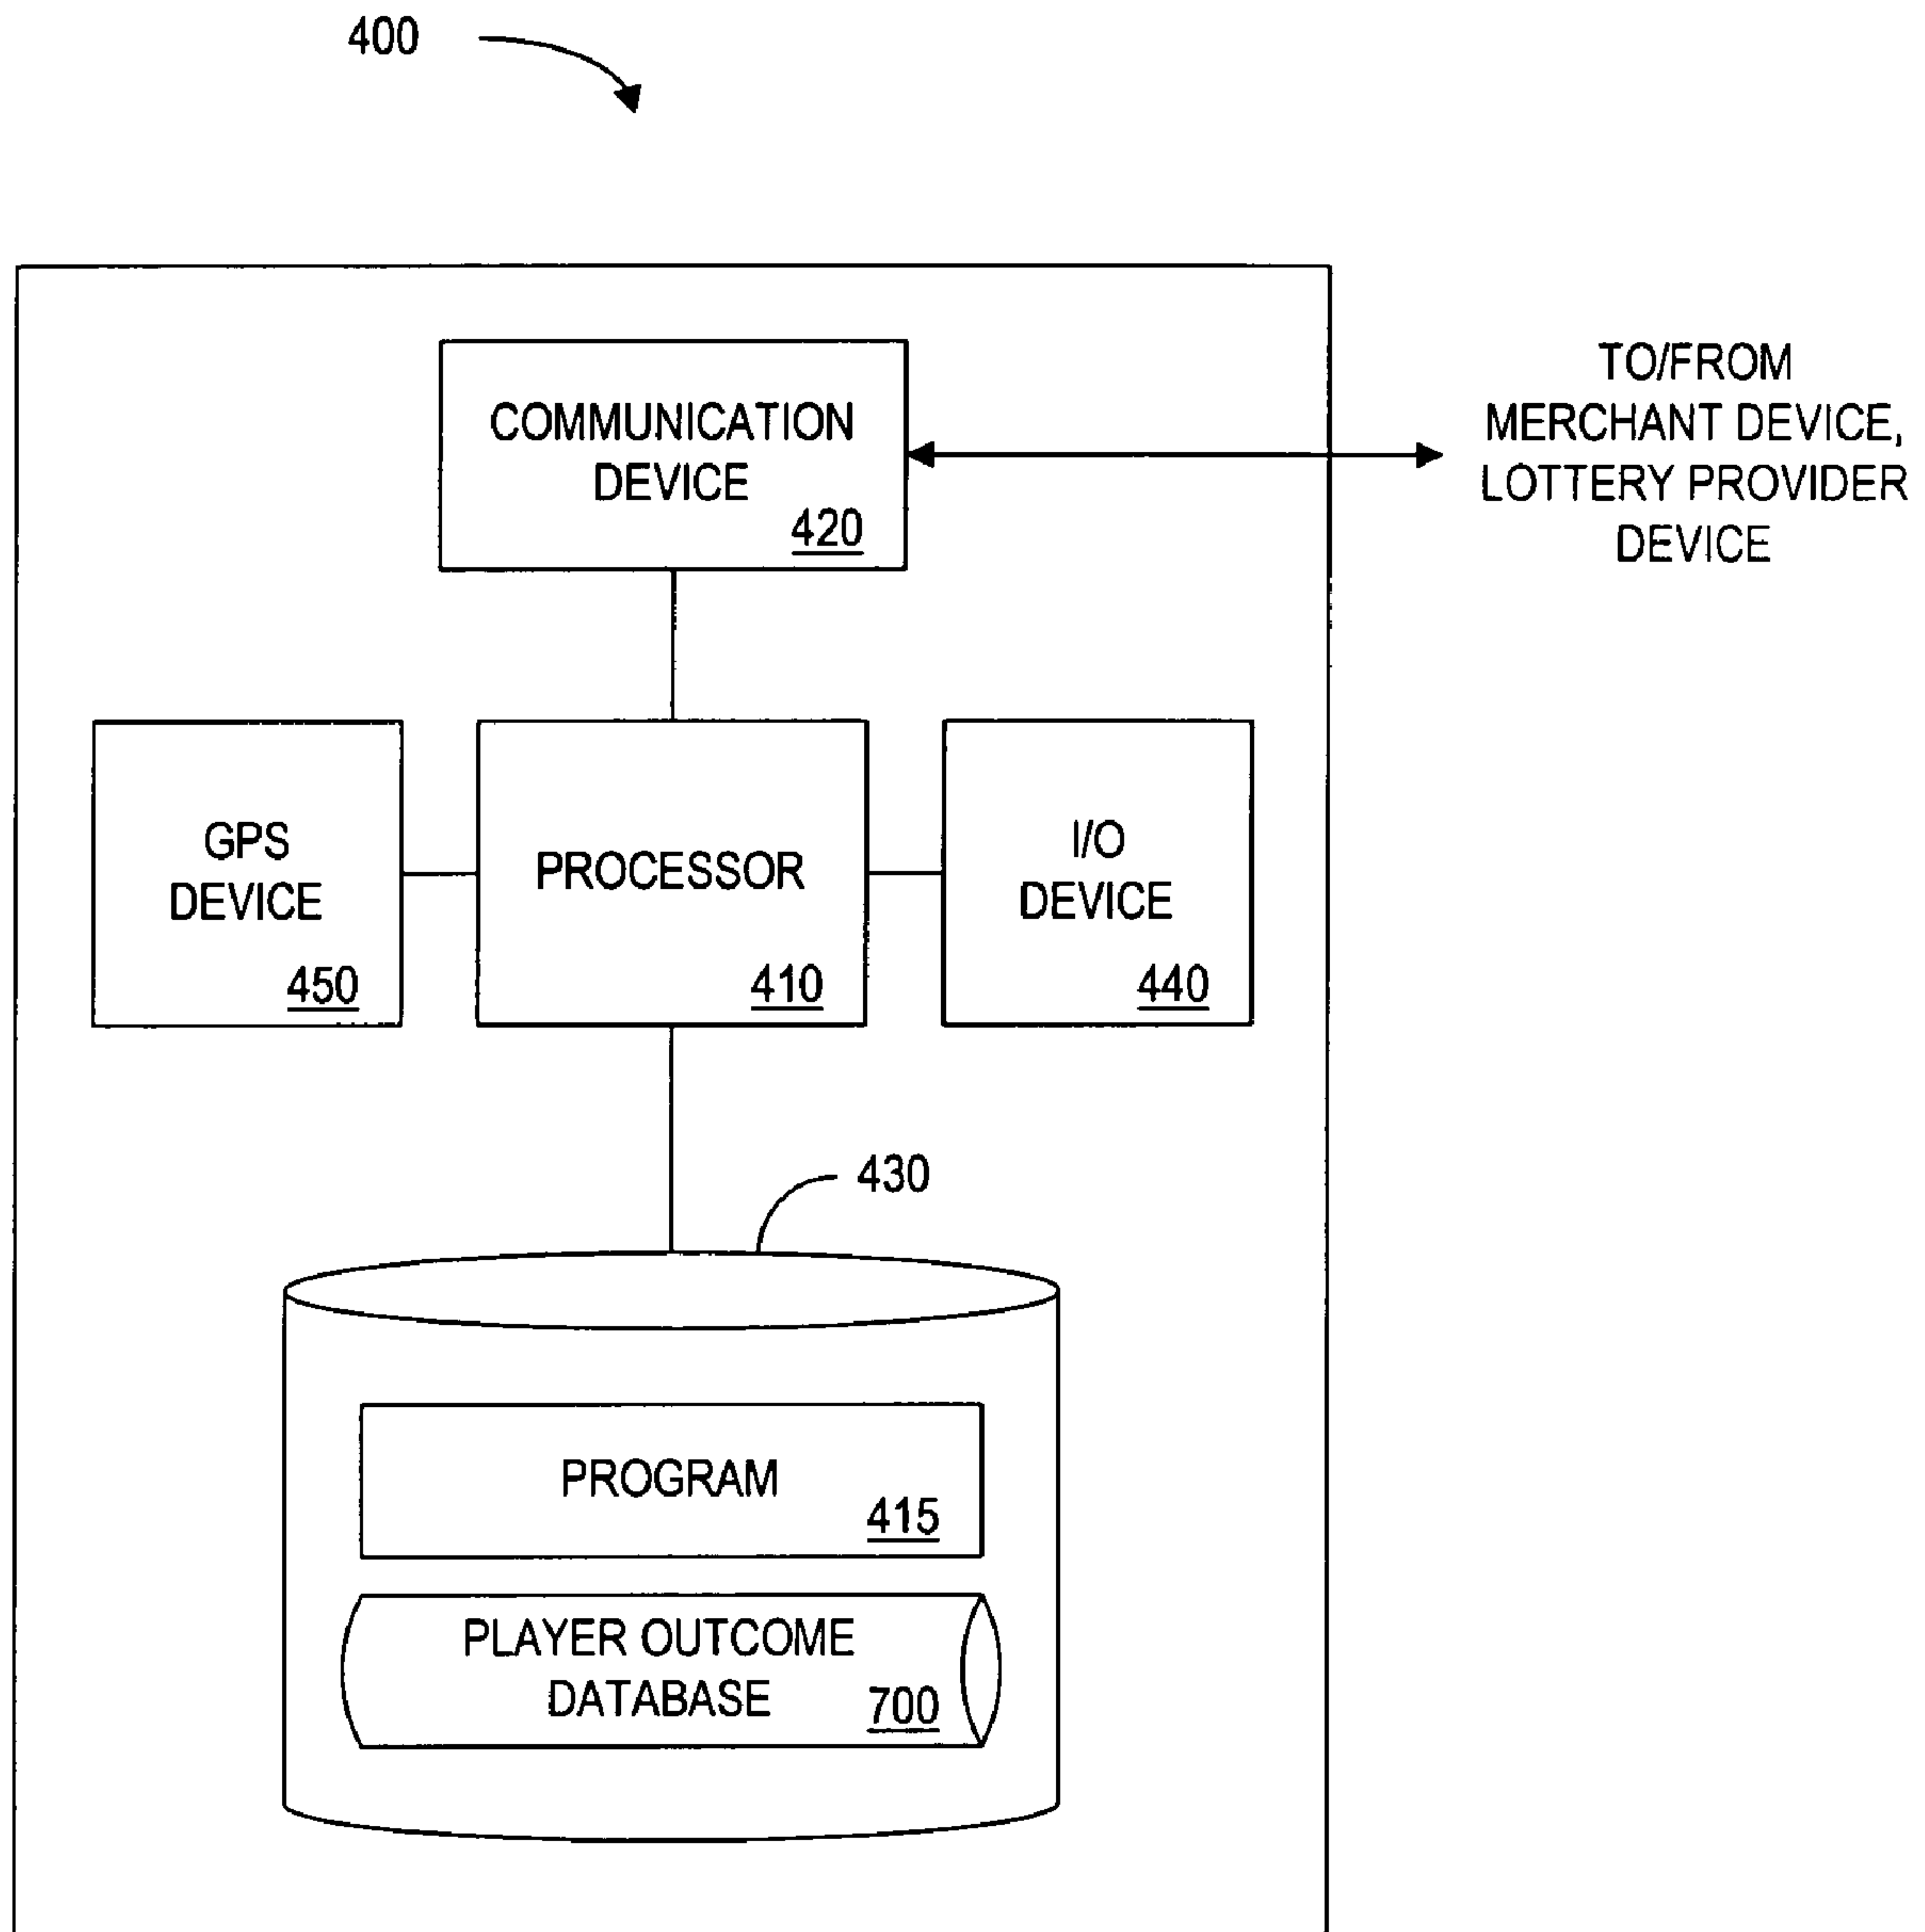 400
COMMUNICATION
DEVICE
420
TO/FROM
MERCHANT DEVICE,
LOTTERY PROVIDER
DEVICE
GPS
DEVICE
450
PROCESSOR
410
I/O
DEVICE
440
430
PROGRAM
415
PLAYER OUTCOME
DATABASE
700